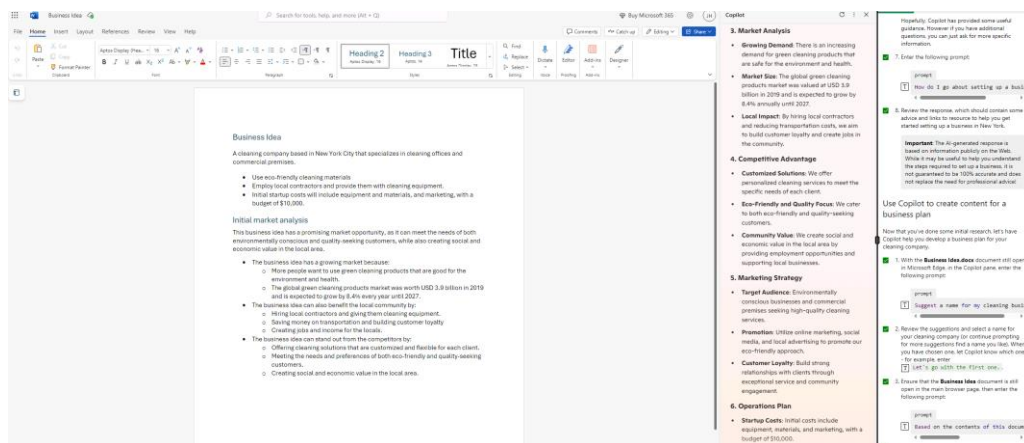 Business Idea
Search for tools, help, and more (Alt + Q)
Buy Microsoft 365
JH
File Home Insert Layout References Review View Help
Comments Catch up Editing Share
Paste
Cut
Copy
Format Painter
Clipboard
Aptos Display (Hea...
Font
Paragraph
Heading 2
Aptos Display, 16
Heading 3
Aptos, 14
Title
Styles
Find
Replace
Select
Editing
Dictate
Voice
Editor
Proofing
Add-ins
Add-ins
Designer
Business Idea
A cleaning company based in New York City that specializes in cleaning offices and
commercial premises.
• Use eco-friendly cleaning materials
• Employ local contractors and provide them with cleaning equipment.
• Initial startup costs will include equipment and materials, and marketing, with a
budget of $10,000.
Initial market analysis
This business idea has a promising market opportunity, as it can meet the needs of both
environmentally conscious and quality-seeking customers, while also creating social and
economic value in the local area.
• The business idea has a growing market because:
o More people want to use green cleaning products that are good for the
environment and health.
o The global green cleaning products market was worth USD 3.9 billion in 2019
and is expected to grow by 8.4% every year until 2027.
• The business idea can also benefit the local community by:
o Hiring local contractors and giving them cleaning equipment.
o Saving money on transportation and building customer loyalty
o Creating jobs and income for the locals.
• The business idea can stand out from the competitors by:
o Offering cleaning solutions that are customized and flexible for each client.
o Meeting the needs and preferences of both eco-friendly and quality-seeking
customers.
o Creating social and economic value in the local area.
Copilot
3. Market Analysis
• Growing Demand: There is an increasing
demand for green cleaning products that
are safe for the environment and health.
• Market Size: The global green cleaning
products market was valued at USD 3.9
billion in 2019 and is expected to grow by
8.4% annually until 2027.
• Local Impact: By hiring local contractors
and reducing transportation costs, we aim
to build customer loyalty and create jobs in
the community.
4. Competitive Advantage
• Customized Solutions: We offer
personalized cleaning services to meet the
specific needs of each client.
• Eco-Friendly and Quality Focus: We cater
to both eco-friendly and quality-seeking
customers.
• Community Value: We create social and
economic value in the local area by
providing employment opportunities and
supporting local businesses.
5. Marketing Strategy
• Target Audience: Environmentally
conscious businesses and commercial
premises seeking high-quality cleaning
services.
• Promotion: Utilize online marketing, social
media, and local advertising to promote our
eco-friendly approach.
• Customer Loyalty: Build strong
relationships with clients through
exceptional service and community
engagement.
6. Operations Plan
• Startup Costs: Initial costs include
equipment, materials, and marketing, with a
budget of $10,000.
Hopefully, Copilot has provided some useful
guidance. However if you have additional
questions, you can just ask for more specific
information.
7. Enter the following prompt:
prompt
How do I go about setting up a busi
8. Review the response, which should contain some
advice and links to resource to help you get
started setting up a business in New York.
Important: The AI-generated response is
based on information publicly on the Web.
While it may be useful to help you understand
the steps required to set up a business, it is
not guaranteed to be 100% accurate and does
not replace the need for professional advice!
Use Copilot to create content for a
business plan
Now that you've done some initial research, let's have
Copilot help you develop a business plan for your
cleaning company.
1. With the Business Idea.docx document still open
in Microsoft Edge, in the Copilot pane, enter the
following prompt:
prompt
Suggest a name for my cleaning busi
2. Review the suggestions and select a name for
your cleaning company (or continue prompting
for more suggestions find a name you like). When
you have chosen one, let Copilot know which one
- for example, enter
Let's go with the first one.
3. Ensure that the Business Idea document is still
open in the main browser page, then enter the
following prompt:
prompt
Based on the contents of this docum